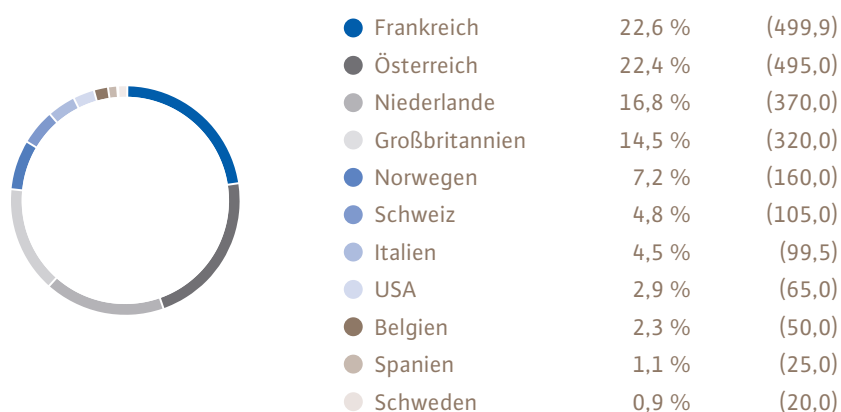 Frankreich 22,6 % (499,9)
Österreich 22,4 % (495,0)
Niederlande 16,8 % (370,0)
Großbritannien 14,5 % (320,0)
Norwegen 7,2 % (160,0)
Schweiz 4,8 % (105,0)
Italien 4,5 % (99,5)
USA 2,9 % (65,0)
Belgien 2,3 % (50,0)
Spanien 1,1 % (25,0)
Schweden 0,9 % (20,0)